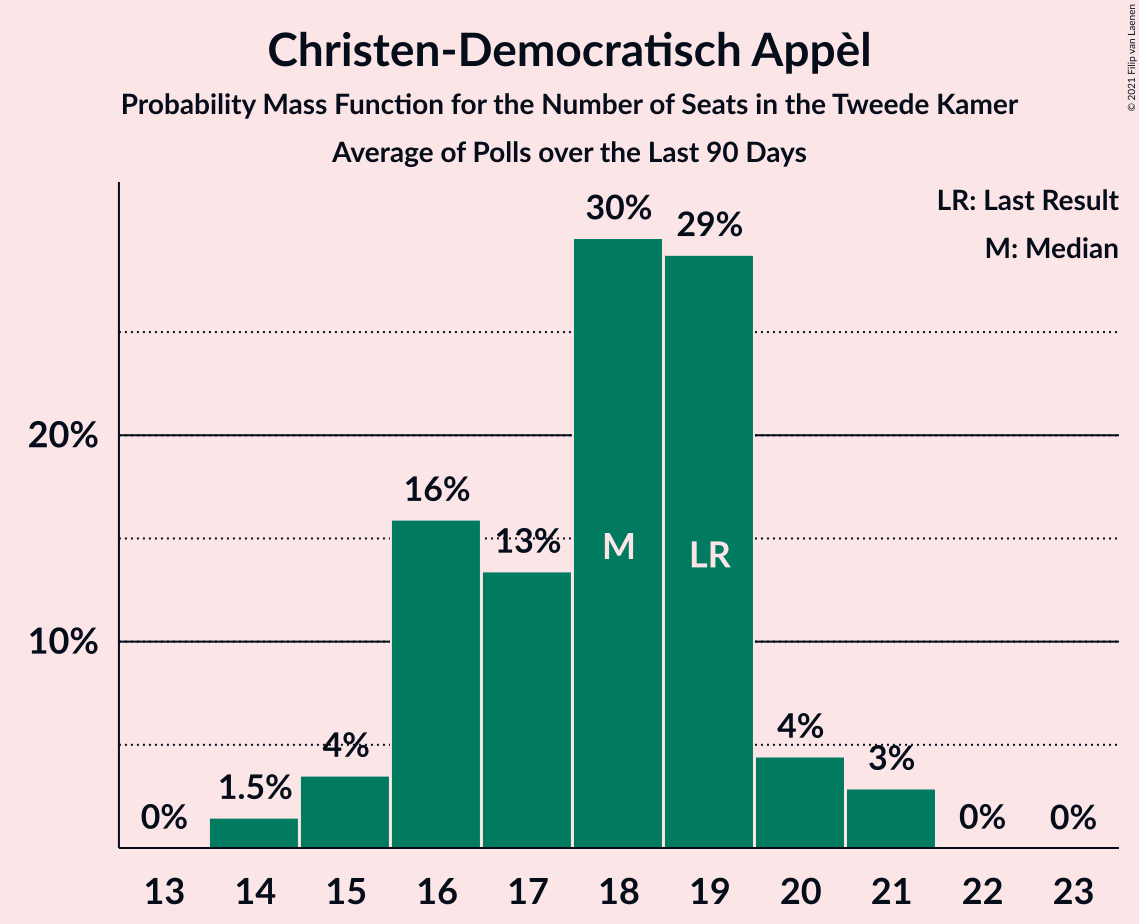 Christen-Democratisch Appèl
Probability Mass Function for the Number of Seats in the Tweede Kamer
Average of Polls over the Last 90 Days
© 2021 Filip van Laenen
LR: Last Result
M: Median
30%
29%
20%
16%
13%
M
LR
10%
4%
4%
3%
1.5%
0%
0%
0%
13 14 15 16 17 18 19 20 21 22 23